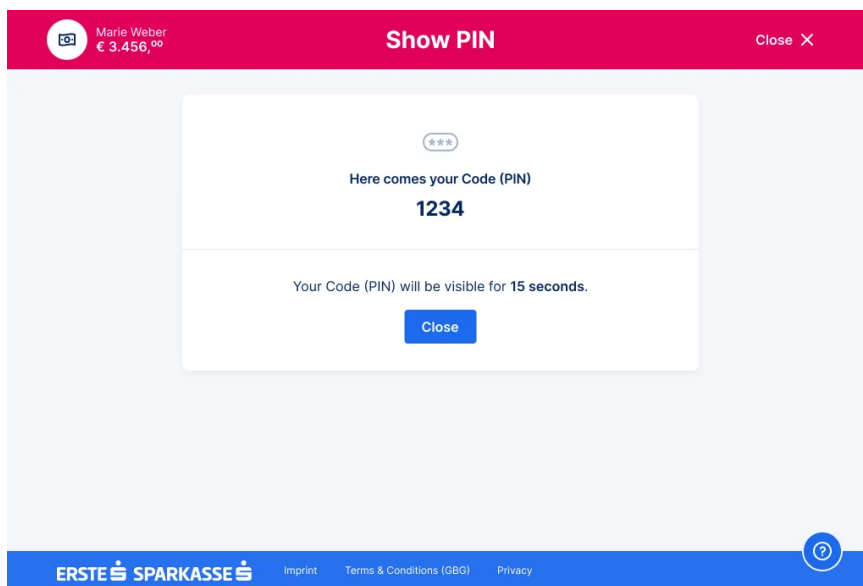 Marie Weber
€ 3.456,⁰⁰
Show PIN
Close
***
Here comes your Code (PIN)
1234
Your Code (PIN) will be visible for 15 seconds.
Close
?
ERSTE SPARKASSE
Imprint
Terms & Conditions (GBG)
Privacy